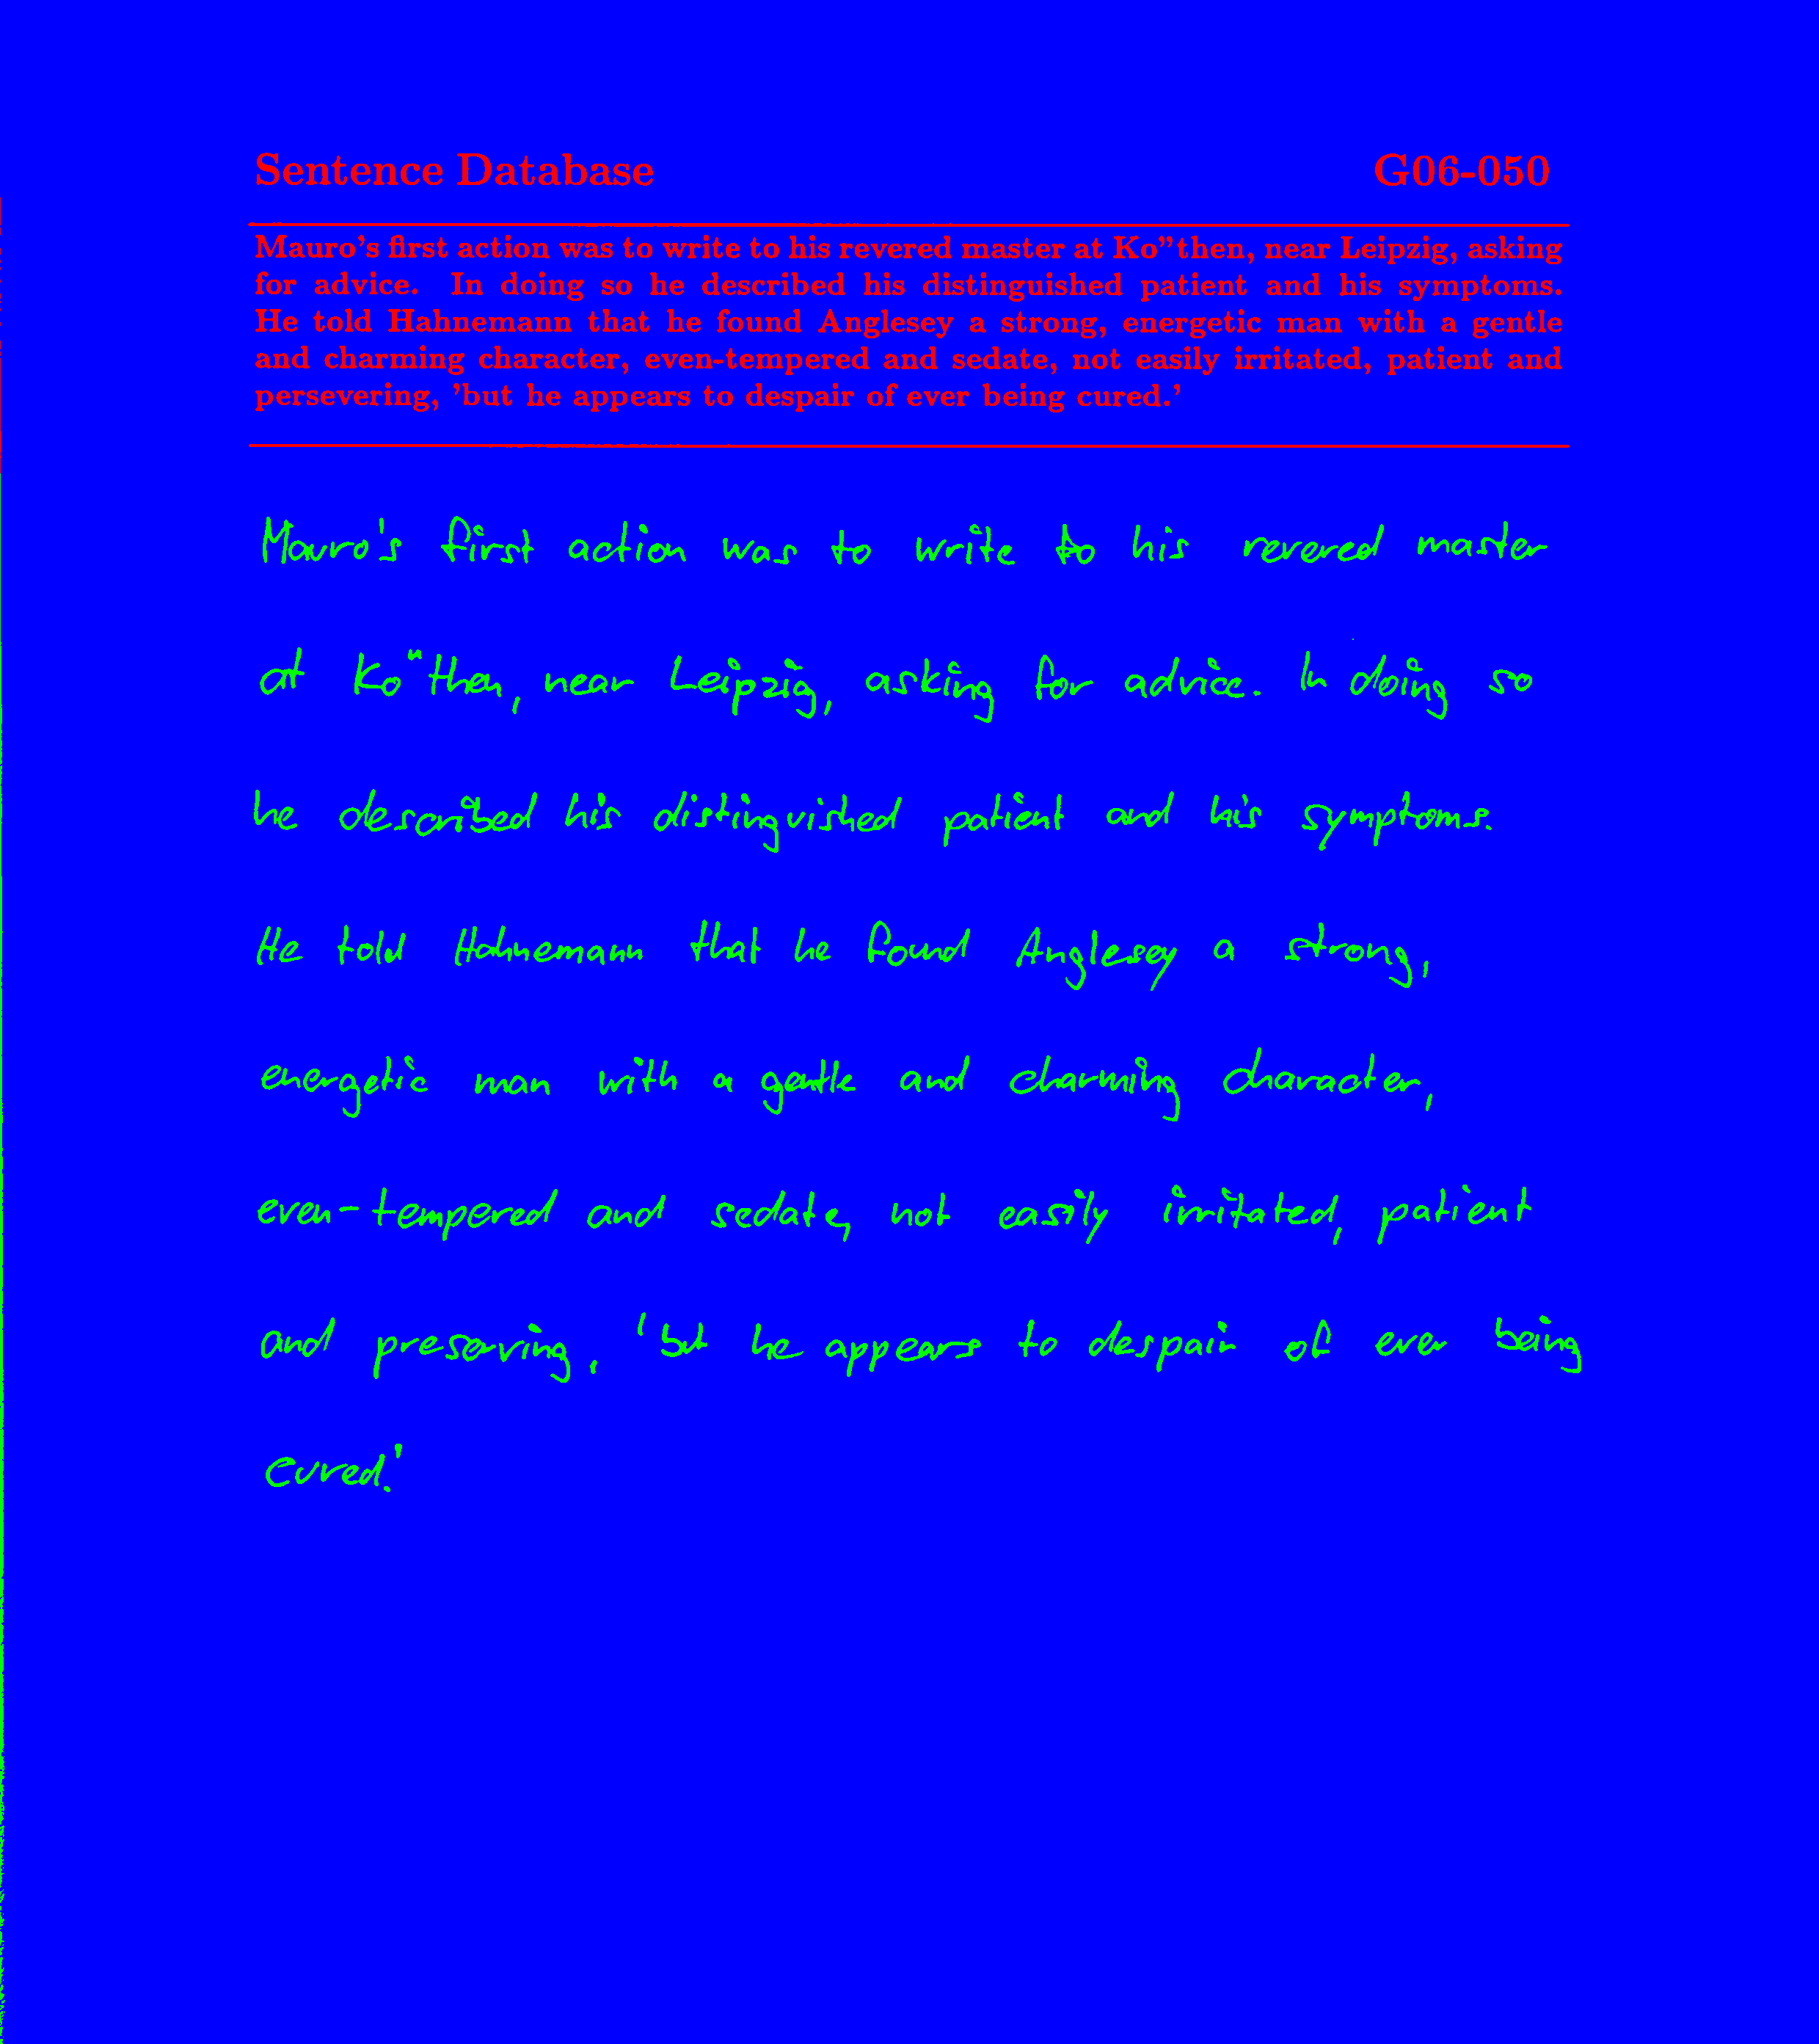 Sentence Database G06-050
Mauro's first action was to write to his revered master at Ko"then, near Leipzig, asking
for advice. In doing so he described his distinguished patient and his symptoms.
He told Hahnemann that he found Anglesey a strong, energetic man with a gentle
and charming character, even-tempered and sedate, not easily irritated, patient and
persevering, 'but he appears to despair of ever being cured.'
Mauro's first action was to write to his revered master
at Ko"then, near Leipzig, asking for advice. In doing so
he described his distinguished patient and his symptoms.
He told Hahnemann that he found Anglesey a strong,
energetic man with a gentle and charming character,
even-tempered and sedate, not easily irritated, patient
and preserving, 'but he appears to despair of ever being
cured.'